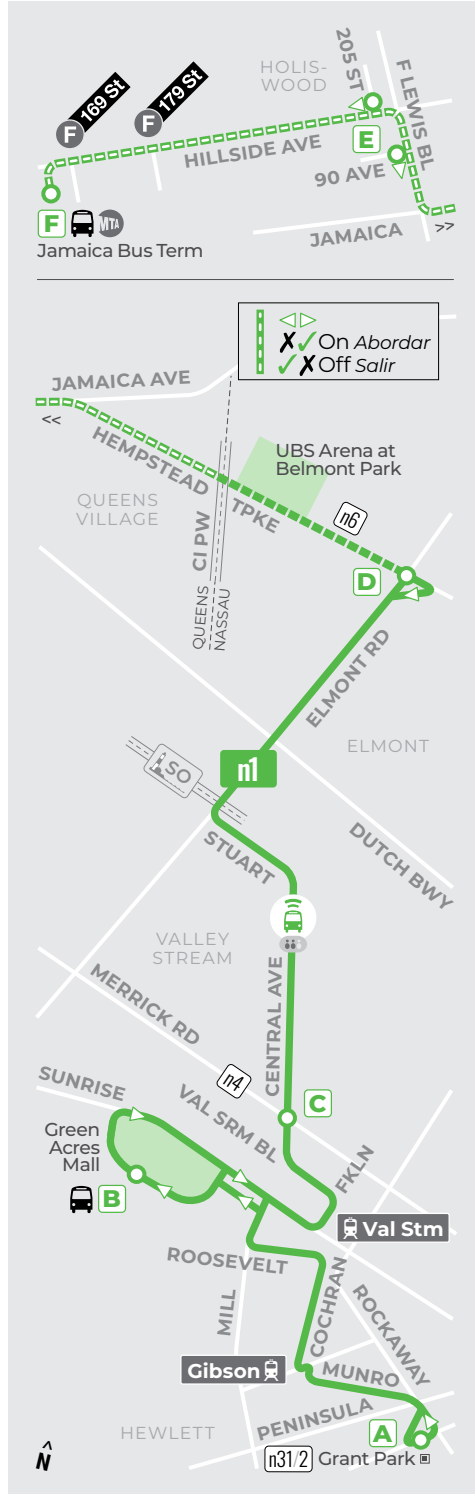 HOLIS-
WOOD
205 ST
F LEWIS BL
F 169 St
F 179 St
HILLSIDE AVE
E
90 AVE
F MTA
Jamaica Bus Term
JAMAICA
>>
✗✓On Abordar
✓✗Off Salir
JAMAICA AVE
<<
HEMPSTEAD TPKE
UBS Arena at
Belmont Park
QUEENS
VILLAGE
CI PW
n6
QUEENS
NASSAU
D
ELMONT RD
ELMONT
n1
SO
STUART
DUTCH BWY
VALLEY
STREAM
CENTRAL AVE
MERRICK RD
n4
SUNRISE
VAL SRM BL
C
FKLN
Green
Acres
Mall
B
Val Stm
ROOSEVELT
MILL
COCHRAN
ROCKAWAY
Gibson
MUNRO
PENINSULA
A
HEWLETT
n31/2 Grant Park
N